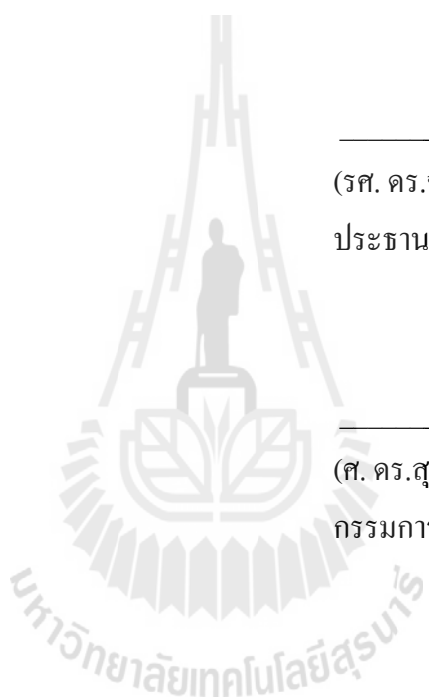 (รศ. ดร.
ประธาน
(ศ. ดร.สุ
กรรมการ
มหาวิทยาลัยเทคโนโลยีสุรนารี